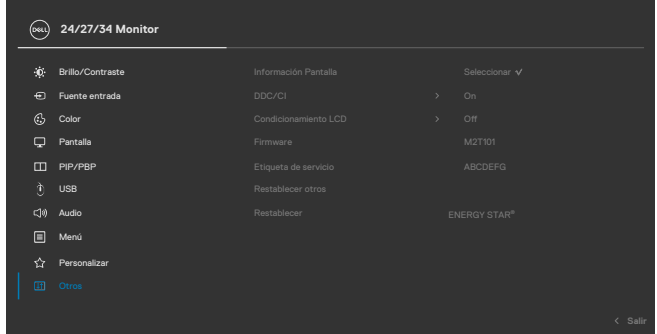 DELL 24/27/34 Monitor
Brillo/Contraste Información Pantalla Seleccionar ✓
Fuente entrada DDC/CI > On
Color Condicionamiento LCD > Off
Pantalla Firmware M2T101
PIP/PBP Etiqueta de servicio ABCDEFG
USB Restablecer otros
Audio Restablecer ENERGY STAR®
Menú
Personalizar
Otros
< Salir